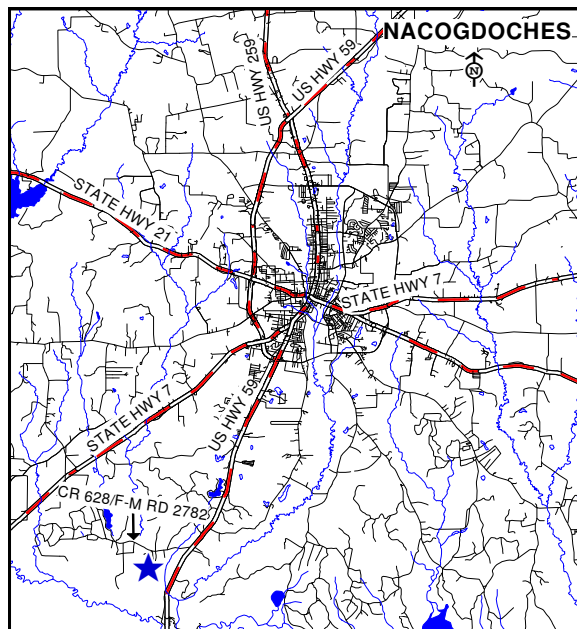 NACOGDOCHES
N
US HWY 259
US HWY 59
STATE HWY 21
STATE HWY 7
STATE HWY 7
US HWY 59
CR 628/F-M RD 2782